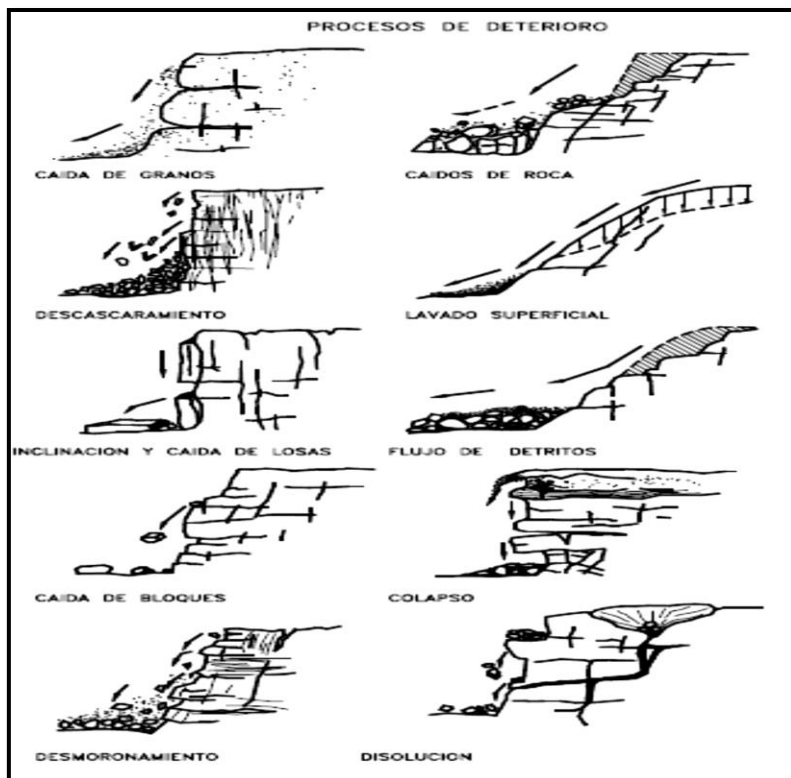 PROCESOS DE DETERIORO
CAIDA DE GRANOS
CAIDOS DE ROCA
DESCASCARAMIENTO
LAVADO SUPERFICIAL
INCLINACION Y CAIDA DE LOSAS
FLUJO DE DETRITOS
CAIDA DE BLOQUES
COLAPSO
DESMORONAMIENTO
DISOLUCION